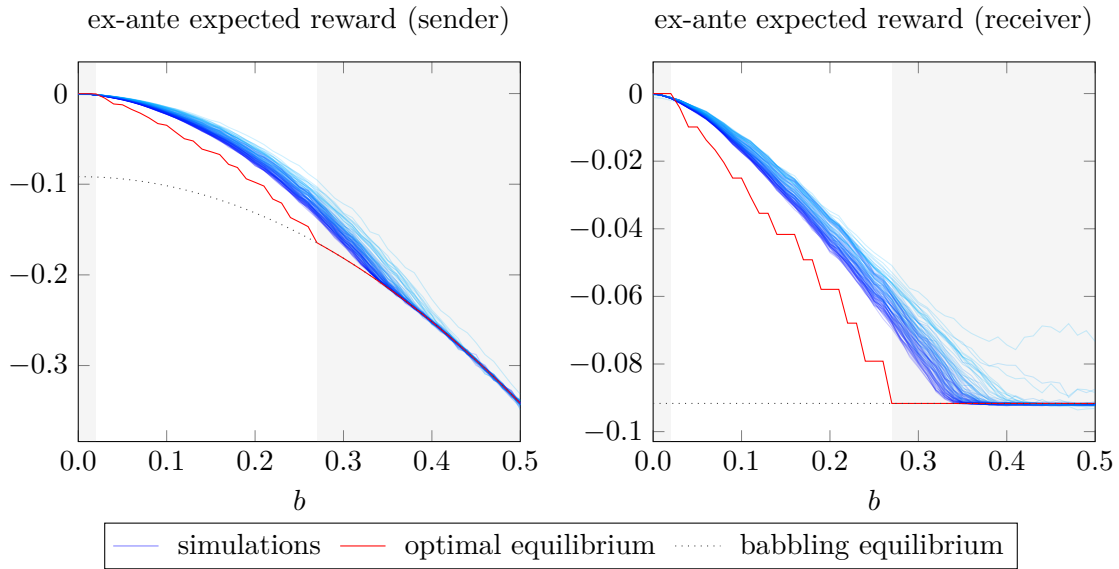 ex-ante expected reward (sender)
0
−0.1
−0.2
−0.3
0.0 0.1 0.2 0.3 0.4 0.5
b
ex-ante expected reward (receiver)
0
−0.02
−0.04
−0.06
−0.08
−0.1
0.0 0.1 0.2 0.3 0.4 0.5
b
simulations optimal equilibrium babbling equilibrium